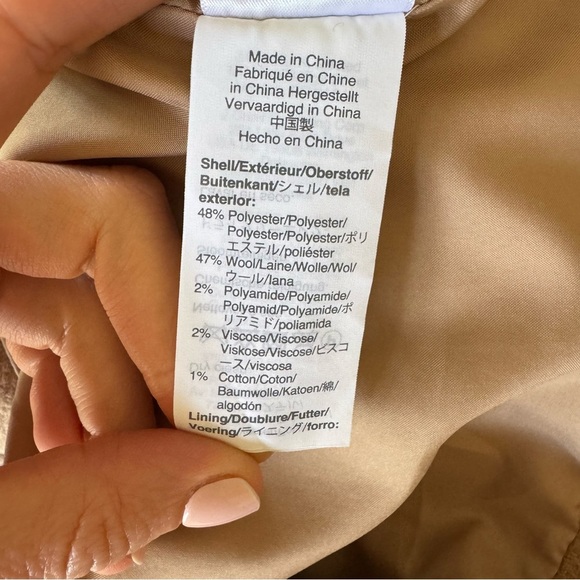 Made in China
Fabriqué en Chine
in China Hergestellt
Vervaardigd in China
中国製
Hecho en China
Shell/Extérieur/Oberstoff/
Buitenkant/シェル/tela
exterior:
48% Polyester/Polyester/
Polyester/Polyester/ポリ
エステル/poliéster
47% Wool/Laine/Wolle/Wol/
ウール/lana
2% Polyamide/Polyamide/
Polyamid/Polyamide/ポ
リアミド/poliamida
2% Viscose/Viscose/
Viskose/Viscose/ビスコ
ース/viscosa
1% Cotton/Coton/
Baumwolle/Katoen/綿/
algodón
Lining/Doublure/Futter/
Voering/ライニング/forro: